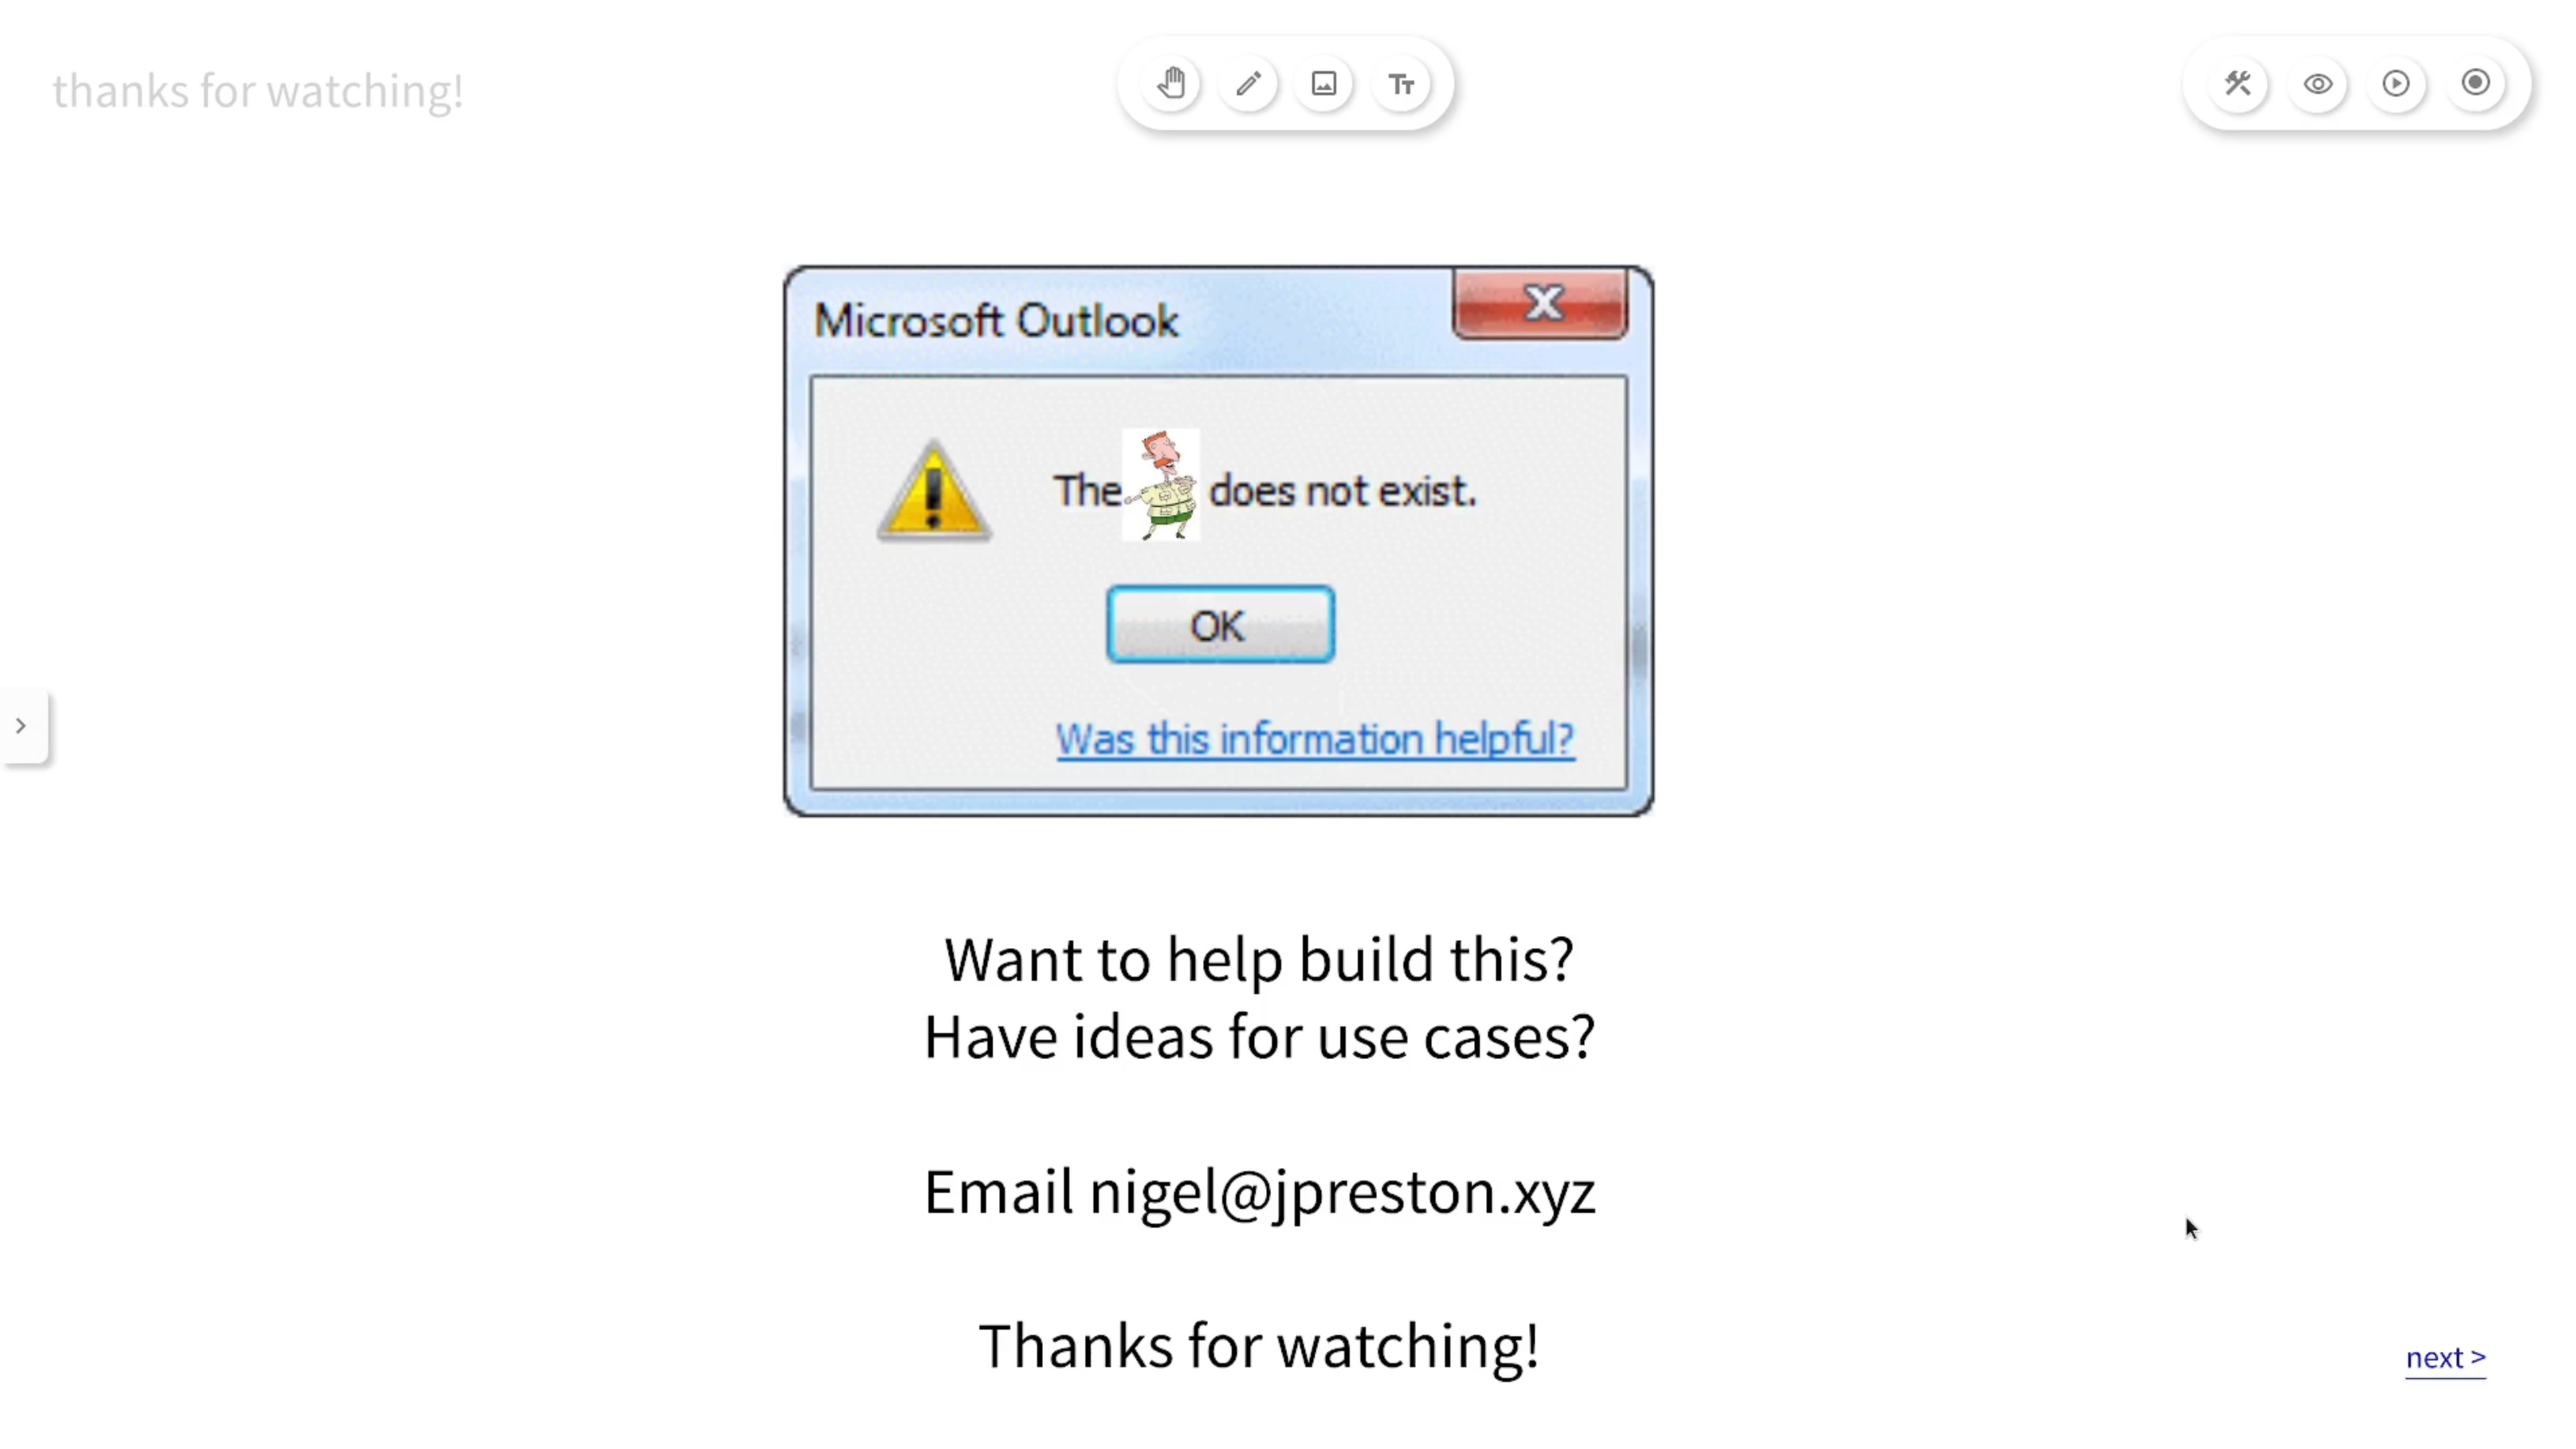 thanks for watching!
Microsoft Outlook
The does not exist.
OK
Was this information helpful?
Want to help build this?
Have ideas for use cases?
Email nigel@jpreston.xyz
Thanks for watching!
next >